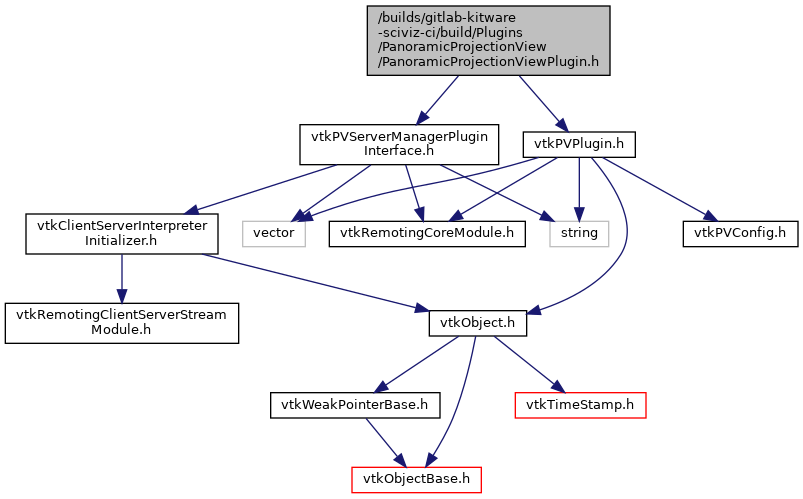 /builds/gitlab-kitware
-sciviz-ci/build/Plugins
/PanoramicProjectionView
/PanoramicProjectionViewPlugin.h
vtkPVServerManagerPlugin
Interface.h
vtkPVPlugin.h
vtkClientServerInterpreter
Initializer.h
vector
vtkRemotingCoreModule.h
string
vtkPVConfig.h
vtkRemotingClientServerStream
Module.h
vtkObject.h
vtkWeakPointerBase.h
vtkTimeStamp.h
vtkObjectBase.h